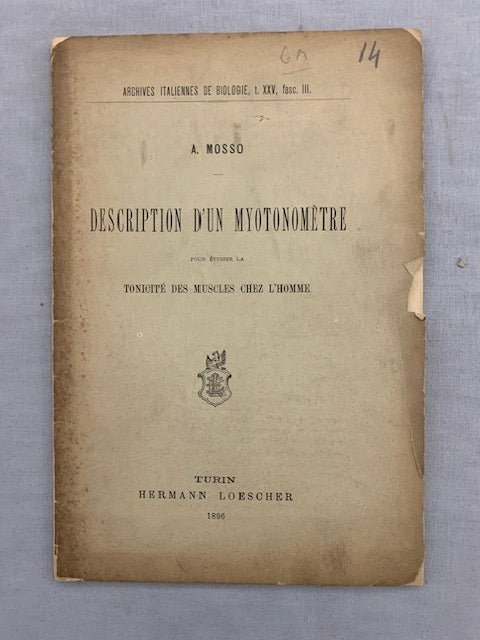 14
ARCHIVES ITALIENNES DE BIOLOGIE, t. XXV, fasc. III.
A. MOSSO
DESCRIPTION D'UN MYOTONOMÈTRE
POUR ÉTUDIER LA
TONICITÉ DES MUSCLES CHEZ L'HOMME
TURIN
HERMANN LOESCHER
1896